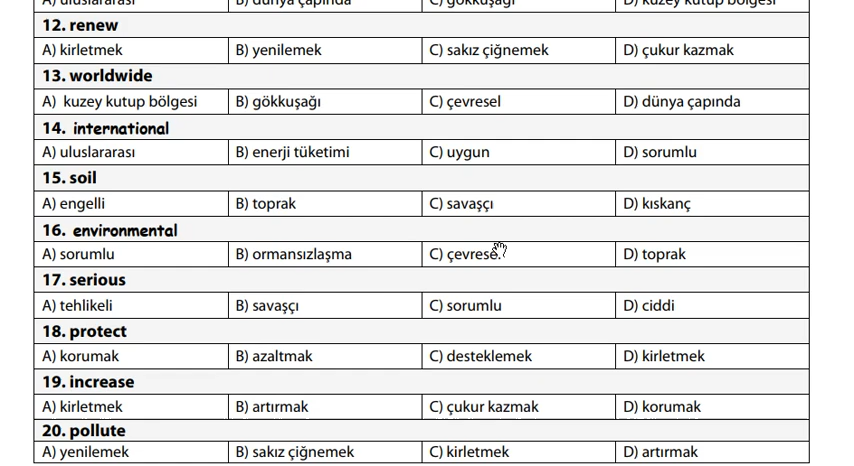 A) uluslararası B) dünya çapında C) gökkuşağı D) kuzey kutup bölgesi
12. renew
A) kirletmek B) yenilemek C) sakız çiğnemek D) çukur kazmak
13. worldwide
A) kuzey kutup bölgesi B) gökkuşağı C) çevresel D) dünya çapında
14. international
A) uluslararası B) enerji tüketimi C) uygun D) sorumlu
15. soil
A) engelli B) toprak C) savaşçı D) kıskanç
16. environmental
A) sorumlu B) ormansızlaşma C) D) toprak
17. serious
A) tehlikeli B) savaşçı C) sorumlu D) ciddi
18. protect
A) korumak B) azaltmak C) desteklemek D) kirletmek
19. increase
A) kirletmek B) artırmak C) çukur kazmak D) korumak
20. pollute
A) yenilemek B) sakız çiğnemek C) kirletmek D) artırmak